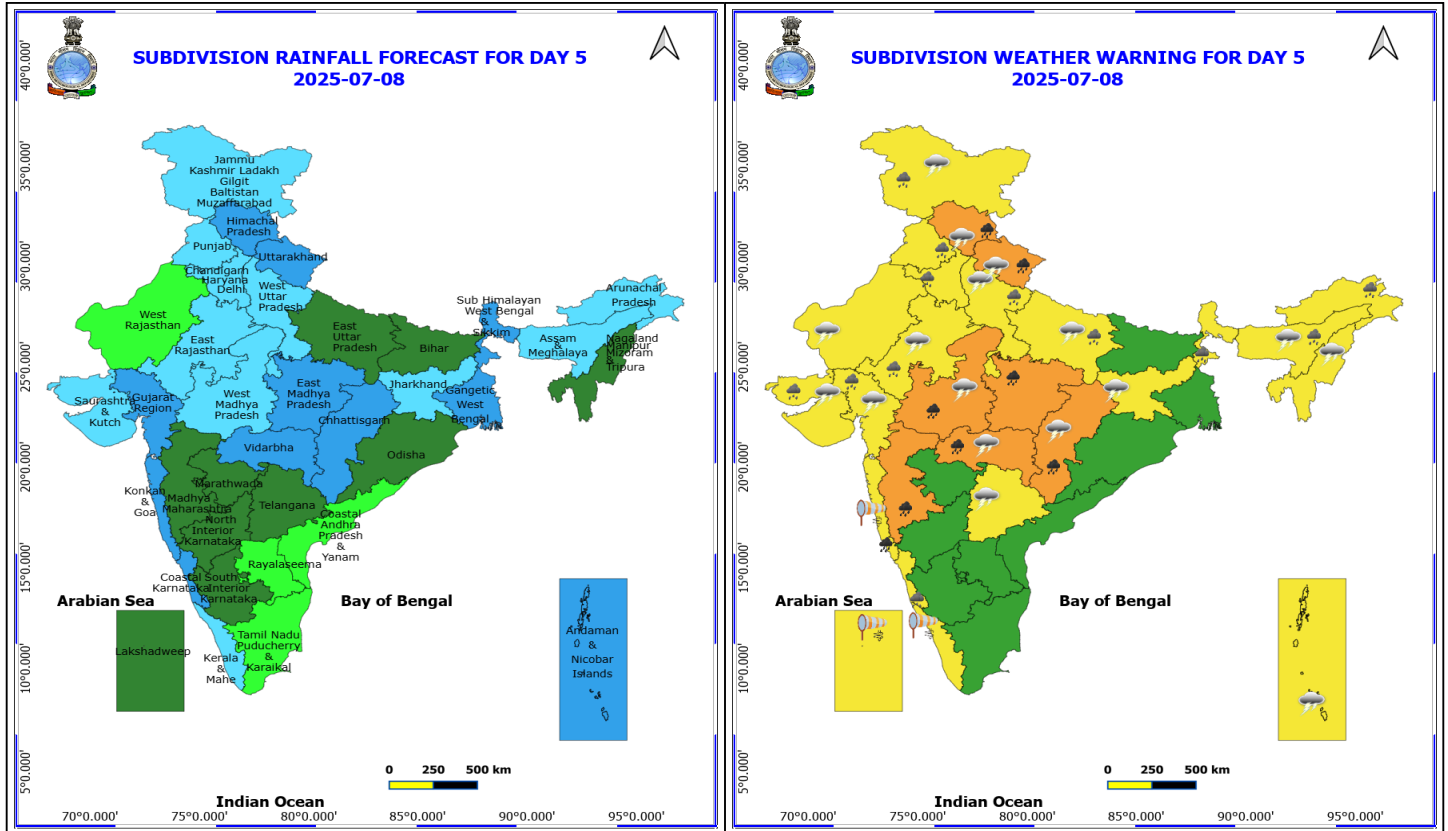 SUBDIVISION RAINFALL FORECAST FOR DAY 5
2025-07-08
40°0.000'
35°0.000'
30°0.000'
25°0.000'
20°0.000'
15°0.000'
10°0.000'
5°0.000'
Jammu
Kashmir Ladakh
Gilgit
Baltistan
Muzaffarabad
Himachal
Pradesh
Punjab
Uttarakhand
Chandigarh
Haryana
Delhi
West
Uttar
Pradesh
West
Rajasthan
East
Rajasthan
East
Uttar
Pradesh
Bihar
Sub Himalayan
West Bengal
&
Sikkim
Arunachal
Pradesh
Assam
&
Meghalaya
Nagaland
Manipur
Mizoram
&
Tripura
Saurashtra
&
Kutch
Gujarat
Region
West
Madhya
Pradesh
East
Madhya
Pradesh
Jharkhand
Gangetic
West
Bengal
Chhattisgarh
Vidarbha
Odisha
Konkan
&
Goa
Madhya
Maharashtra
Marathwada
Telangana
North
Interior
Karnataka
Coastal
Andhra
Pradesh
&
Yanam
Rayalaseema
Coastal
Karnataka
South
Interior
Karnataka
Arabian Sea
Bay of Bengal
Lakshadweep
Kerala
&
Mahe
Tamil Nadu
Puducherry
&
Karaikal
Andaman
&
Nicobar
Islands
0 250 500 km
Indian Ocean
70°0.000' 75°0.000' 80°0.000' 85°0.000' 90°0.000' 95°0.000'
SUBDIVISION WEATHER WARNING FOR DAY 5
2025-07-08
40°0.000'
35°0.000'
30°0.000'
25°0.000'
20°0.000'
15°0.000'
10°0.000'
5°0.000'
Arabian Sea
Bay of Bengal
0 250 500 km
Indian Ocean
70°0.000' 75°0.000' 80°0.000' 85°0.000' 90°0.000' 95°0.000'